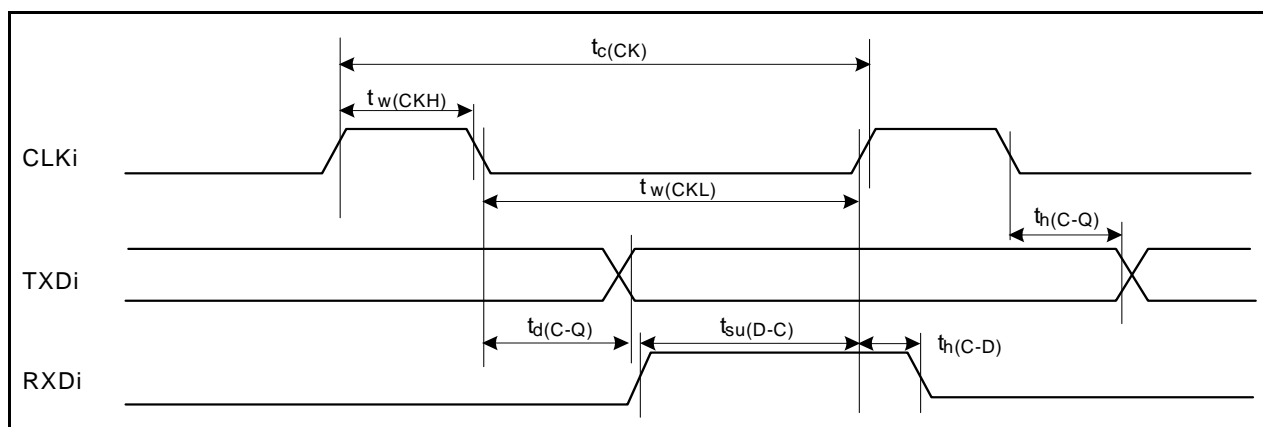 tc(CK)
tw(CKH)
CLKi
tw(CKL)
th(C-Q)
TXDi
td(C-Q)
tsu(D-C)
th(C-D)
RXDi